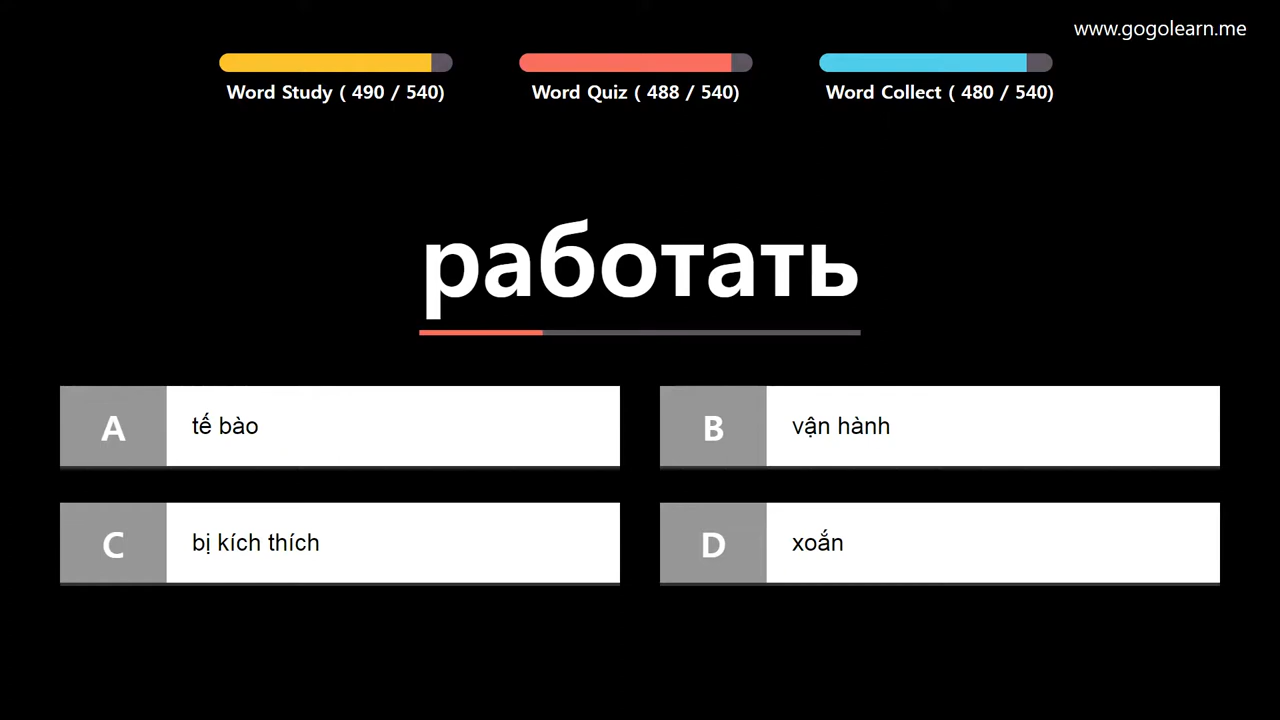 www.gogolearn.me
Word Study ( 490 / 540)
Word Quiz ( 488 / 540)
Word Collect ( 480 / 540)
работать
A
tế bào
B
vận hành
C
bị kích thích
D
xoắn